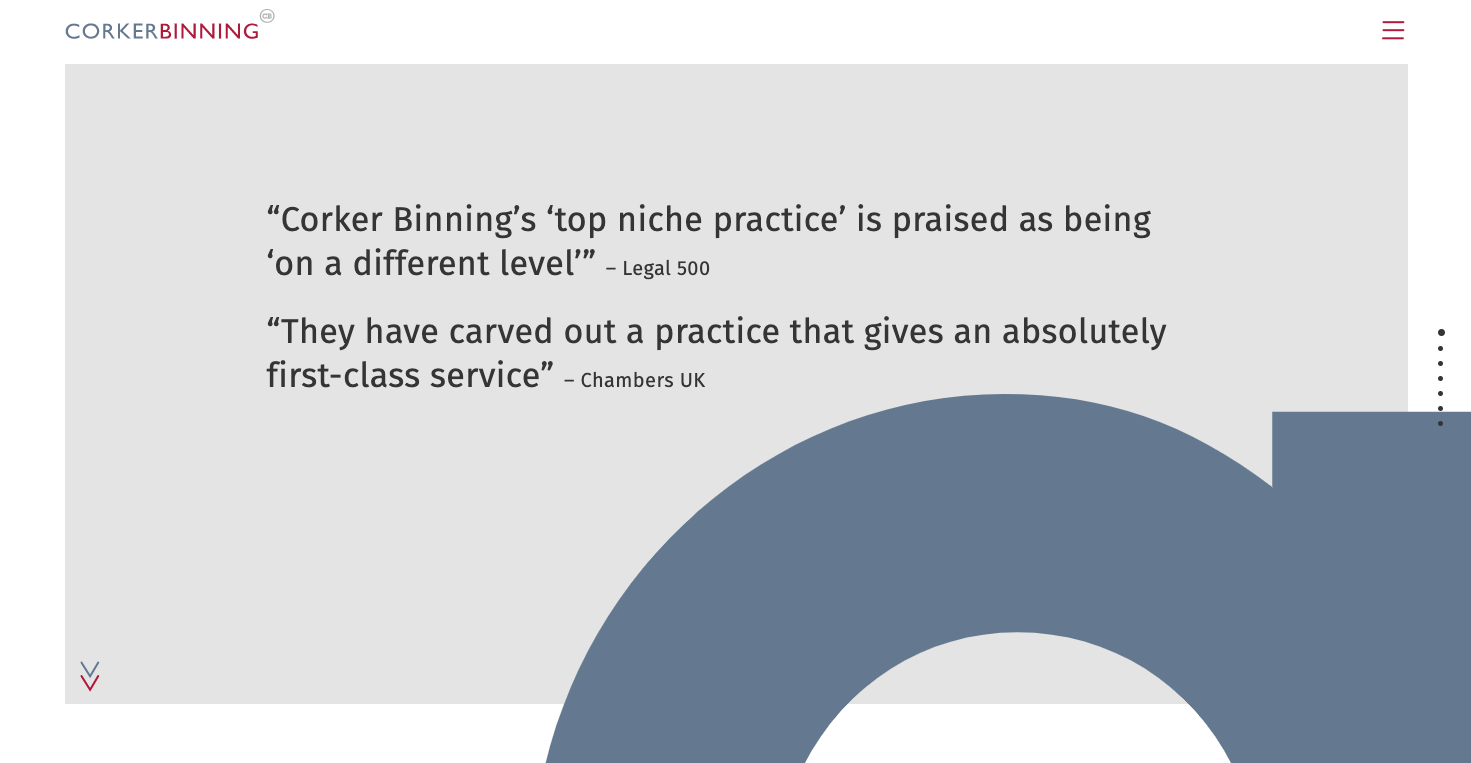 CORKERBINNING
CB
“Corker Binning’s ‘top niche practice’ is praised as being
‘on a different level’” – Legal 500
“They have carved out a practice that gives an absolutely
first-class service” – Chambers UK